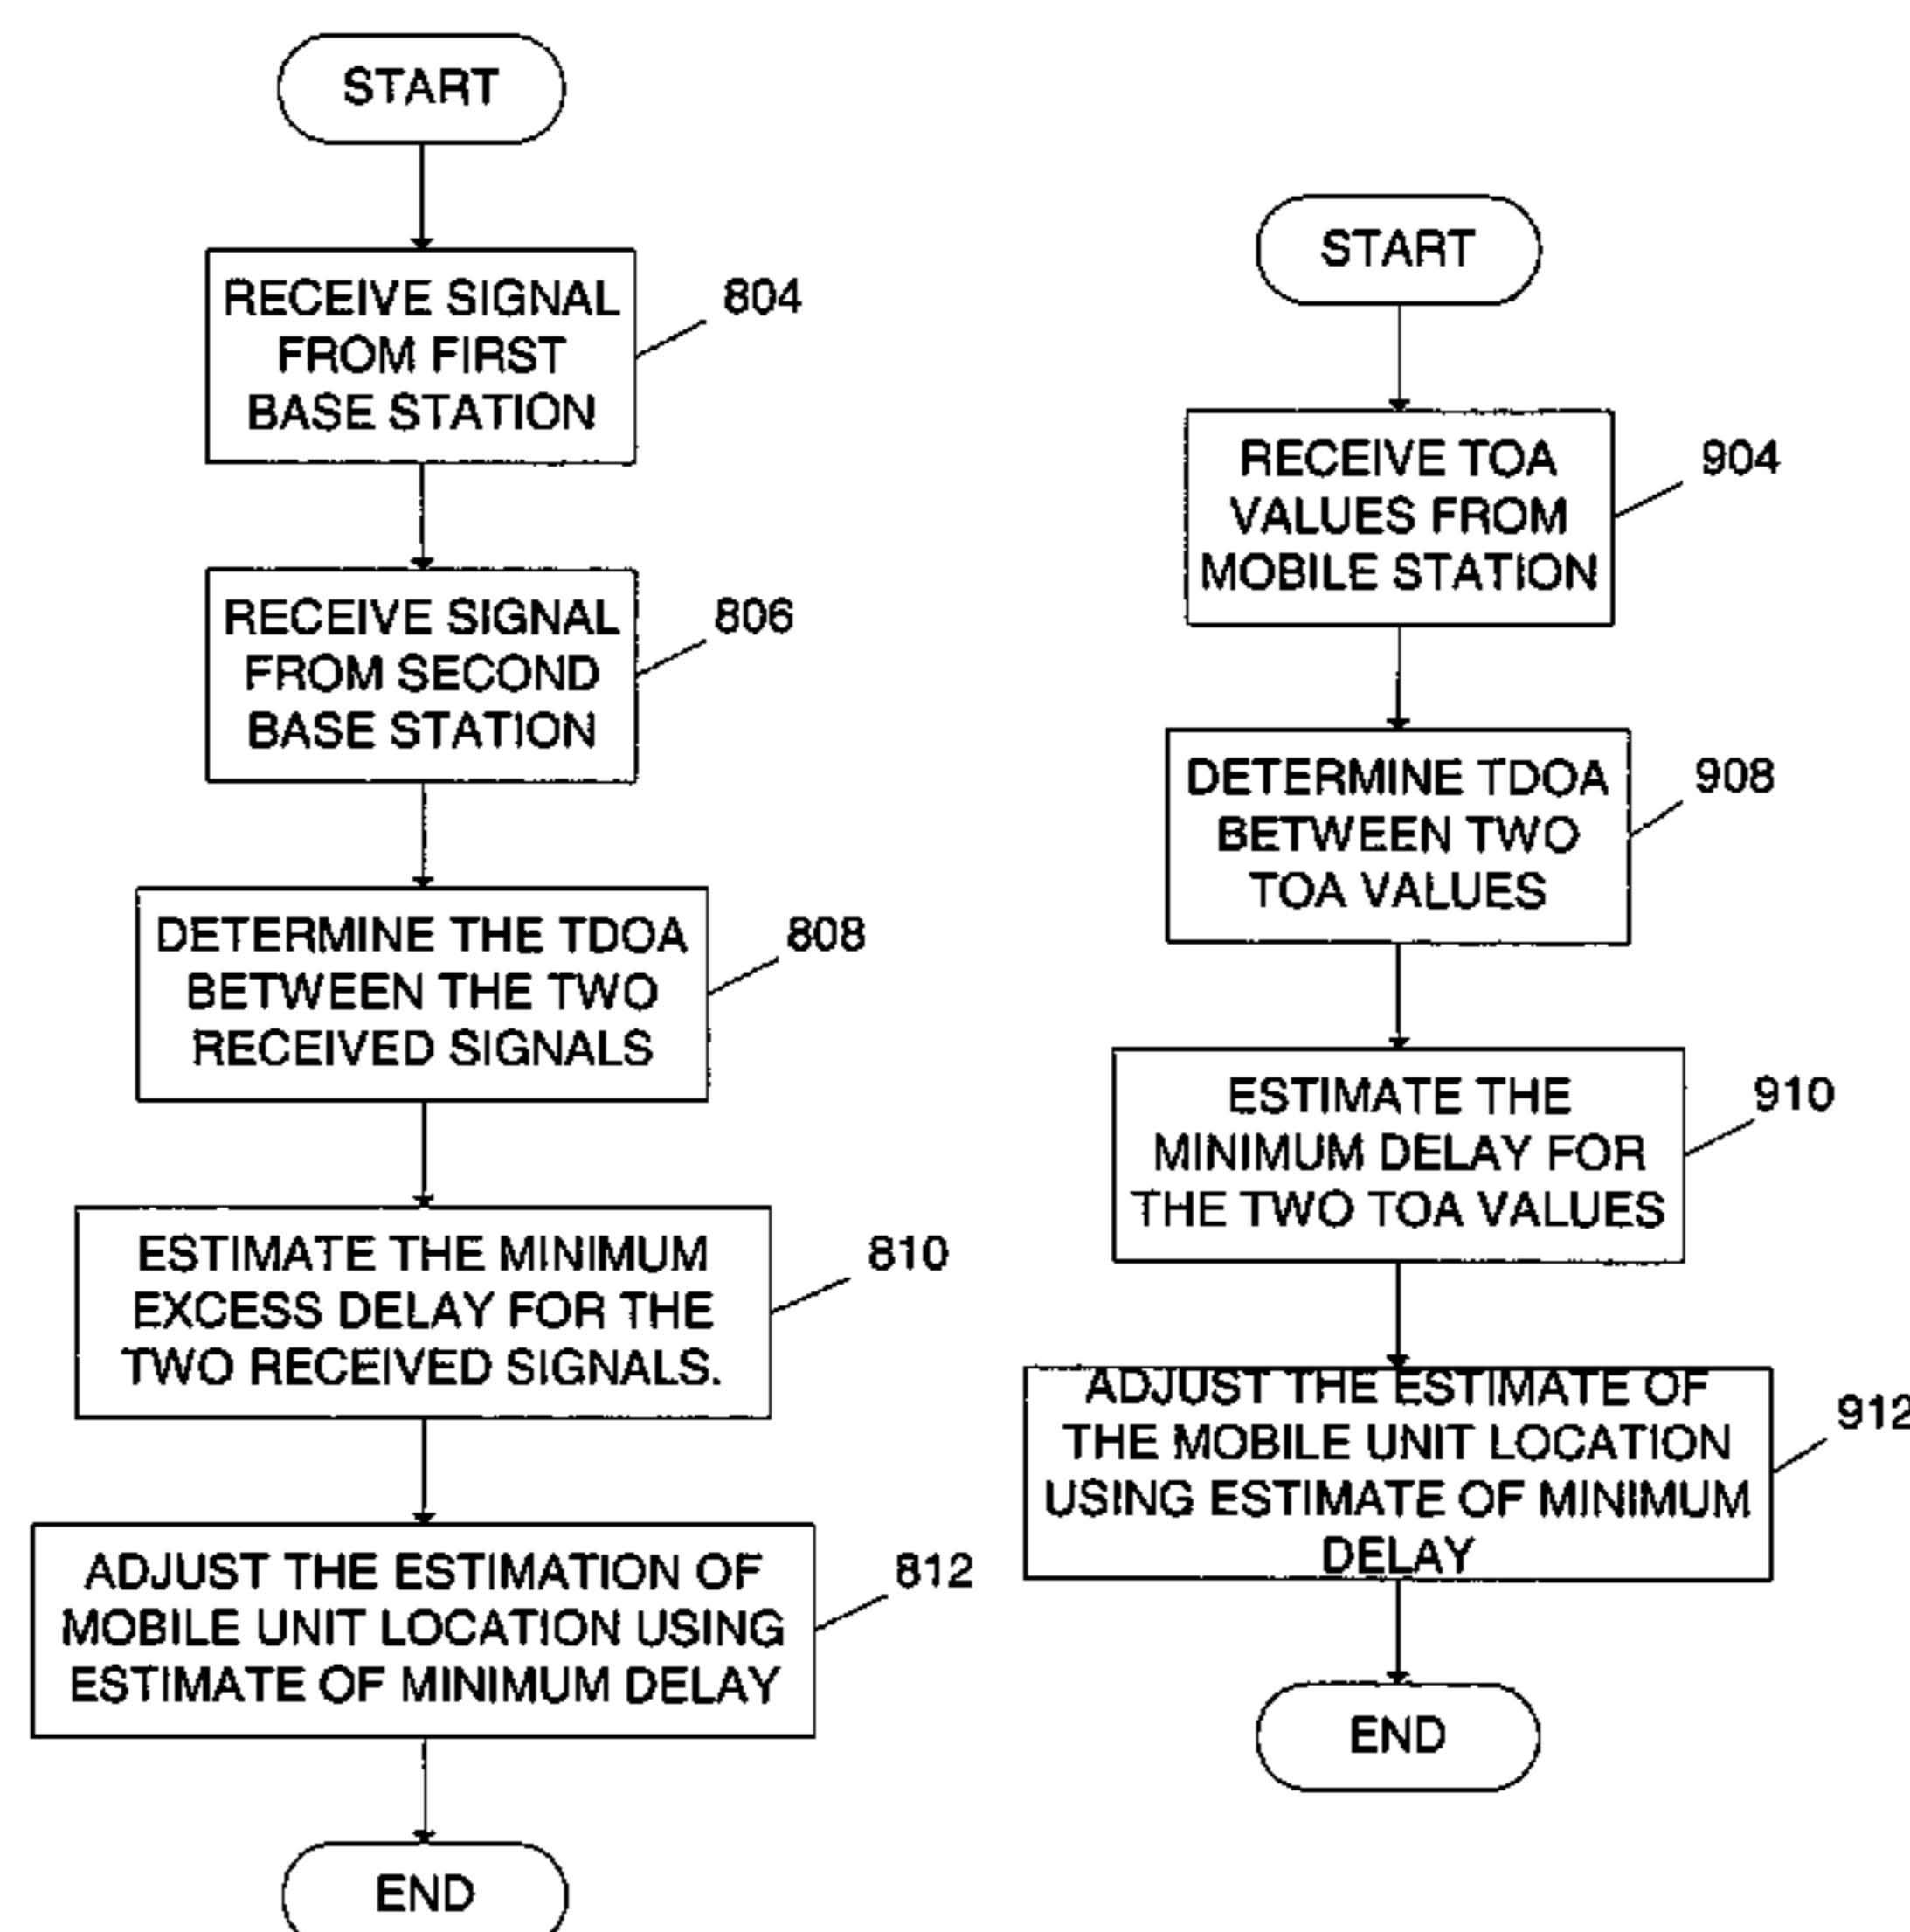 START
RECEIVE SIGNAL
FROM FIRST
BASE STATION
804
RECEIVE SIGNAL
FROM SECOND
BASE STATION
806
DETERMINE THE TDOA
BETWEEN THE TWO
RECEIVED SIGNALS
808
ESTIMATE THE MINIMUM
EXCESS DELAY FOR THE
TWO RECEIVED SIGNALS.
810
ADJUST THE ESTIMATION OF
MOBILE UNIT LOCATION USING
ESTIMATE OF MINIMUM DELAY
812
END
START
RECEIVE TOA
VALUES FROM
MOBILE STATION
904
DETERMINE TDOA
BETWEEN TWO
TOA VALUES
908
ESTIMATE THE
MINIMUM DELAY FOR
THE TWO TOA VALUES
910
ADJUST THE ESTIMATE OF
THE MOBILE UNIT LOCATION
USING ESTIMATE OF MINIMUM
DELAY
912
END